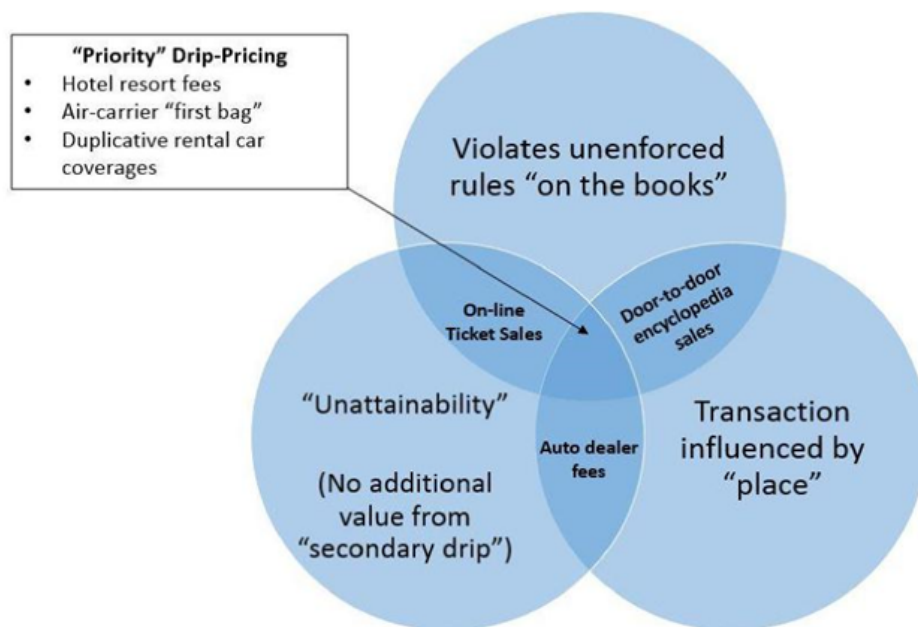 “Priority” Drip-Pricing
• Hotel resort fees
• Air-carrier “first bag”
• Duplicative rental car
coverages
Violates unenforced
rules “on the books”
On-line
Ticket Sales
Door-to-door
encyclopedia
sales
“Unattainability”
(No additional
value from
“secondary drip”)
Auto dealer
fees
Transaction
influenced by
“place”